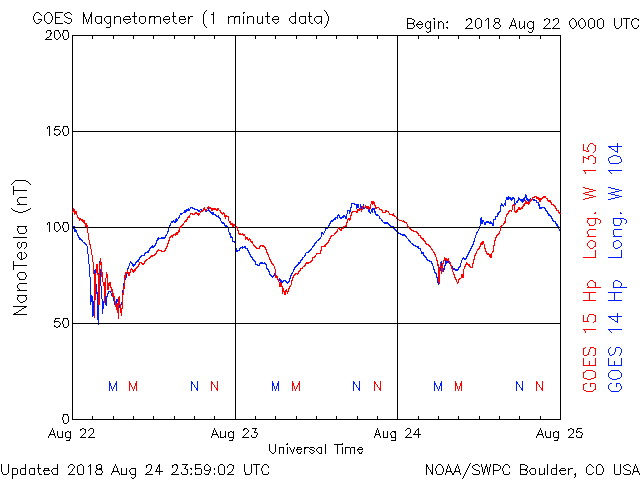 GOES Magnetometer (1 minute data)
Begin: 2018 Aug 22 0000 UTC
200
150
100
50
0
NanoTesla (nT)
M M N N M M N N M M N N
Aug 22 Aug 23 Aug 24 Aug 25
Universal Time
GOES 15 Hp Long. W 135
GOES 14 Hp Long. W 104
Updated 2018 Aug 24 23:59:02 UTC
NOAA/SWPC Boulder, CO USA